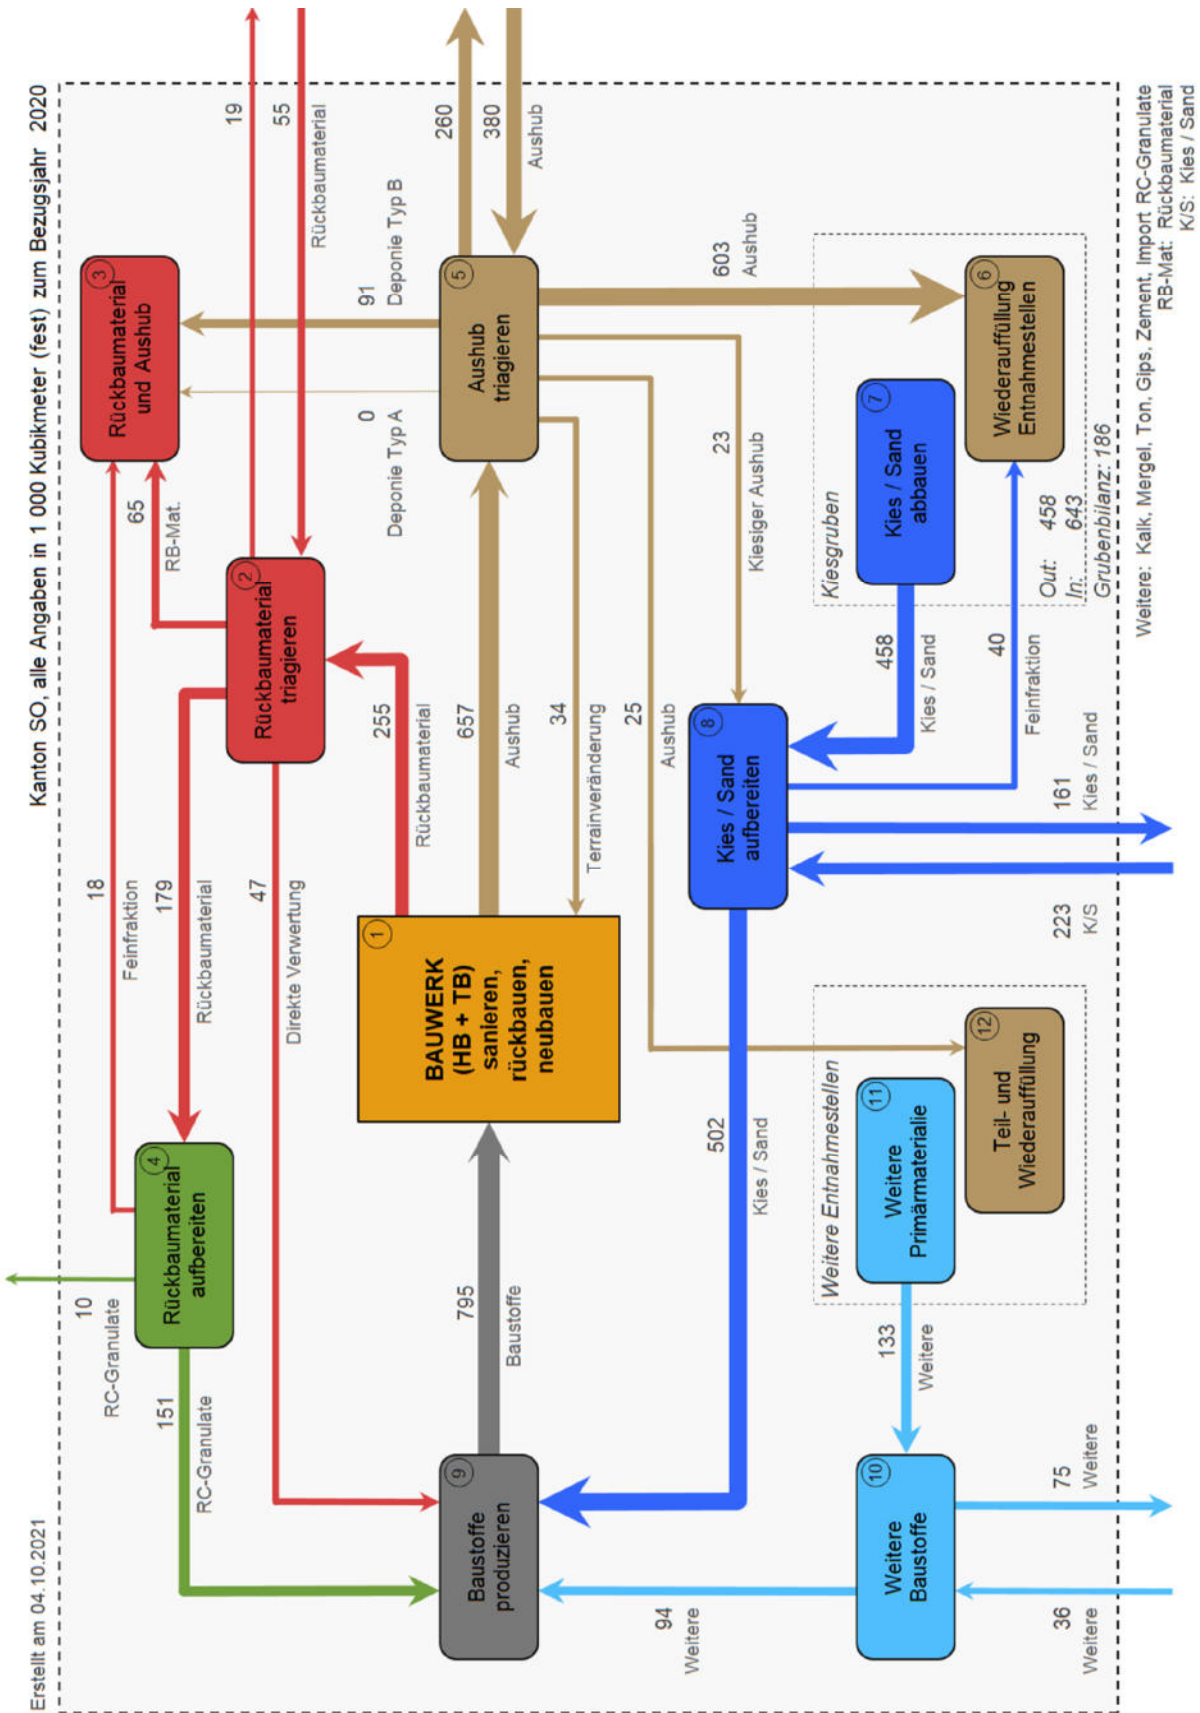 Erstellt am 04.10.2021
Kanton SO, alle Angaben in 1 000 Kubikmeter (fest) zum Bezugsjahr 2020
10
RC-Granulate
4
Rückbaumaterial
aufbereiten
151
RC-Granulate
18
Feinfraktion
179
Rückbaumaterial
47
Direkte Verwertung
65
RB-Mat.
3
Rückbaumaterial
und Aushub
2
Rückbaumaterial
triagieren
19
55
Rückbaumaterial
255
Rückbaumaterial
0
Deponie Typ A
91
Deponie Typ B
260
380
Aushub
9
Baustoffe
produzieren
795
Baustoffe
1
BAUWERK
(HB + TB)
sanieren,
rückbauen,
neubauen
657
Aushub
34
Terrainveränderung
5
Aushub
triagieren
25
Aushub
23
Kiesiger Aushub
603
Aushub
94
Weitere
502
Kies / Sand
8
Kies / Sand
aufbereiten
458
Kies / Sand
Kiesgruben
7
Kies / Sand
abbauen
6
Wiederauffüllung
Entnahmestellen
Out: 458
In: 643
Grubenbilanz: 186
40
Feinfraktion
Weitere Entnahmestellen
11
Weitere
Primärmaterialie
12
Teil- und
Wiederauffüllung
133
Weitere
10
Weitere
Baustoffe
36
Weitere
75
Weitere
223
K/S
161
Kies / Sand
Weitere: Kalk, Mergel, Ton, Gips, Zement, Import RC-Granulate
RB-Mat: Rückbaumaterial
K/S: Kies / Sand